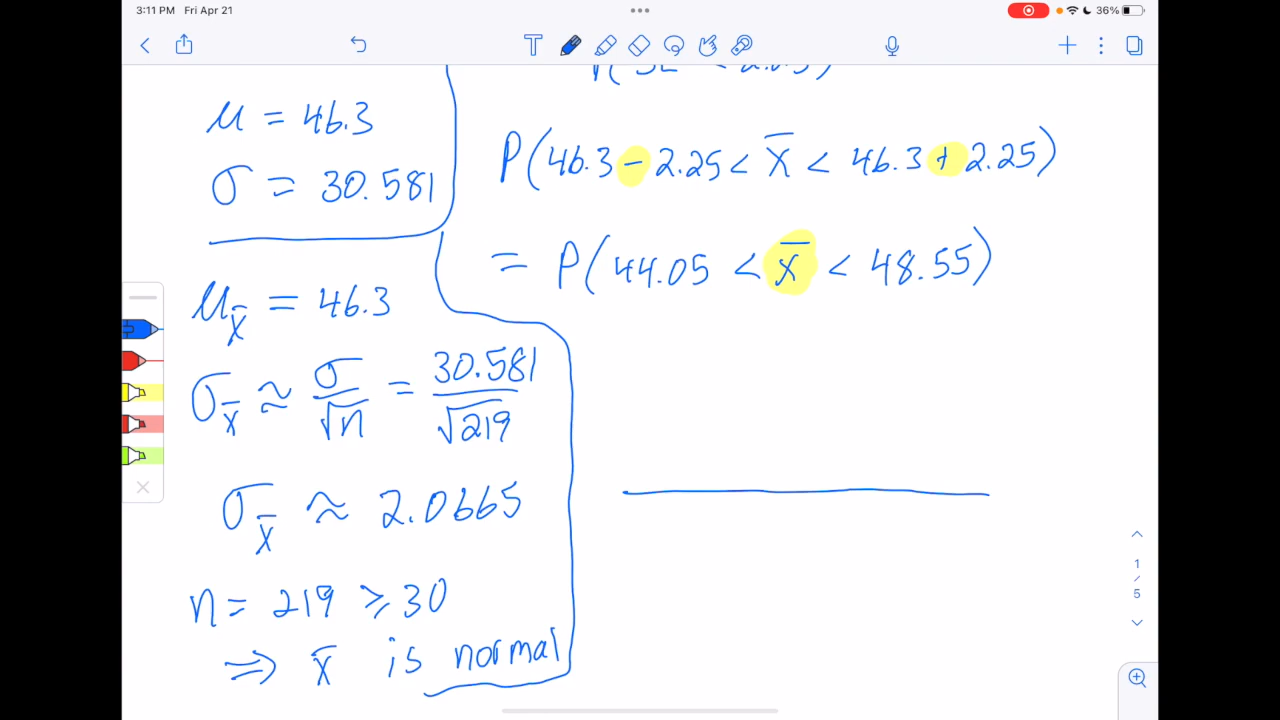 3:11 PM Fri Apr 21
36%
T
μ = 46.3
σ = 30.581
μx̄ = 46.3
σx̄ ≈ σ/√n = 30.581/√219
σx̄ ≈ 2.0665
n = 219 ≥ 30
⇒ x̄ is normal
P(46.3 − 2.25 < x̄ < 46.3 + 2.25)
= P(44.05 < x̄ < 48.55)
1
/
5